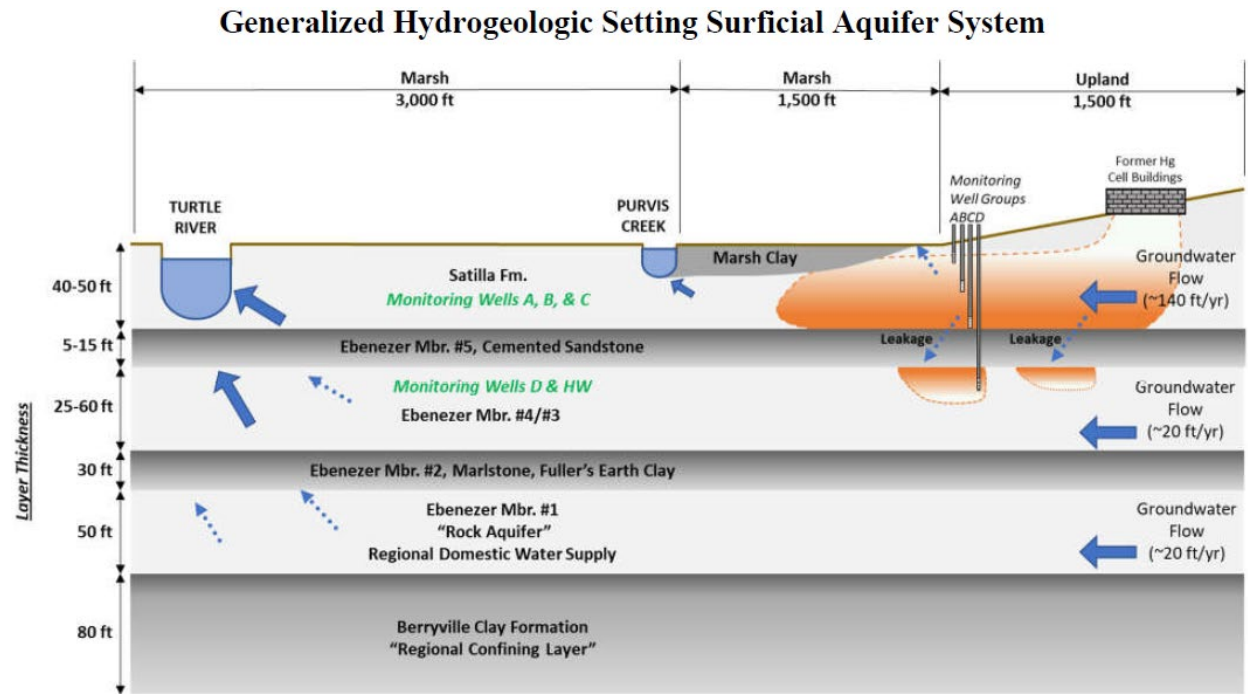 Generalized Hydrogeologic Setting Surficial Aquifer System
Marsh
3,000 ft
Marsh
1,500 ft
Upland
1,500 ft
Former Hg
Cell Buildings
Monitoring
Well Groups
ABCD
TURTLE
RIVER
PURVIS
CREEK
Marsh Clay
Satilla Fm.
Monitoring Wells A, B, & C
Groundwater
Flow
(~140 ft/yr)
40-50 ft
5-15 ft
Ebenezer Mbr. #5, Cemented Sandstone
Leakage
Leakage
Monitoring Wells D & HW
Ebenezer Mbr. #4/#3
25-60 ft
Groundwater
Flow
(~20 ft/yr)
Layer Thickness
30 ft
Ebenezer Mbr. #2, Marlstone, Fuller's Earth Clay
Ebenezer Mbr. #1
“Rock Aquifer”
Regional Domestic Water Supply
50 ft
Groundwater
Flow
(~20 ft/yr)
80 ft
Berryville Clay Formation
“Regional Confining Layer”